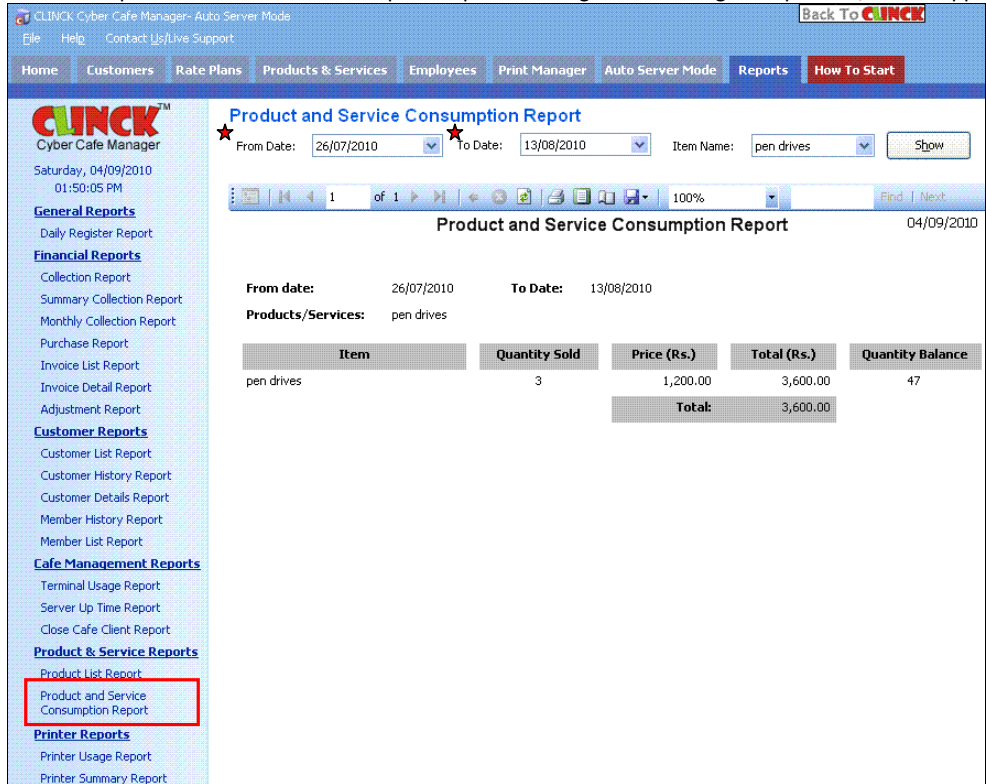 CLINCK Cyber Cafe Manager- Auto Server Mode
Back To CLINCK
File Help Contact Us/Live Support
Home Customers Rate Plans Products & Services Employees Print Manager Auto Server Mode Reports How To Start
CLINCK TM
Cyber Cafe Manager
Saturday, 04/09/2010
01:50:05 PM
General Reports
Daily Register Report
Financial Reports
Collection Report
Summary Collection Report
Monthly Collection Report
Purchase Report
Invoice List Report
Invoice Detail Report
Adjustment Report
Customer Reports
Customer List Report
Customer History Report
Customer Details Report
Member History Report
Member List Report
Cafe Management Reports
Terminal Usage Report
Server Up Time Report
Close Cafe Client Report
Product & Service Reports
Product List Report
Product and Service
Consumption Report
Printer Reports
Printer Usage Report
Printer Summary Report
Product and Service Consumption Report
From Date: 26/07/2010 To Date: 13/08/2010 Item Name: pen drives Show
1 of 1 100% Find | Next
Product and Service Consumption Report 04/09/2010
From date: 26/07/2010 To Date: 13/08/2010
Products/Services: pen drives
Item Quantity Sold Price (Rs.) Total (Rs.) Quantity Balance
pen drives 3 1,200.00 3,600.00 47
Total: 3,600.00